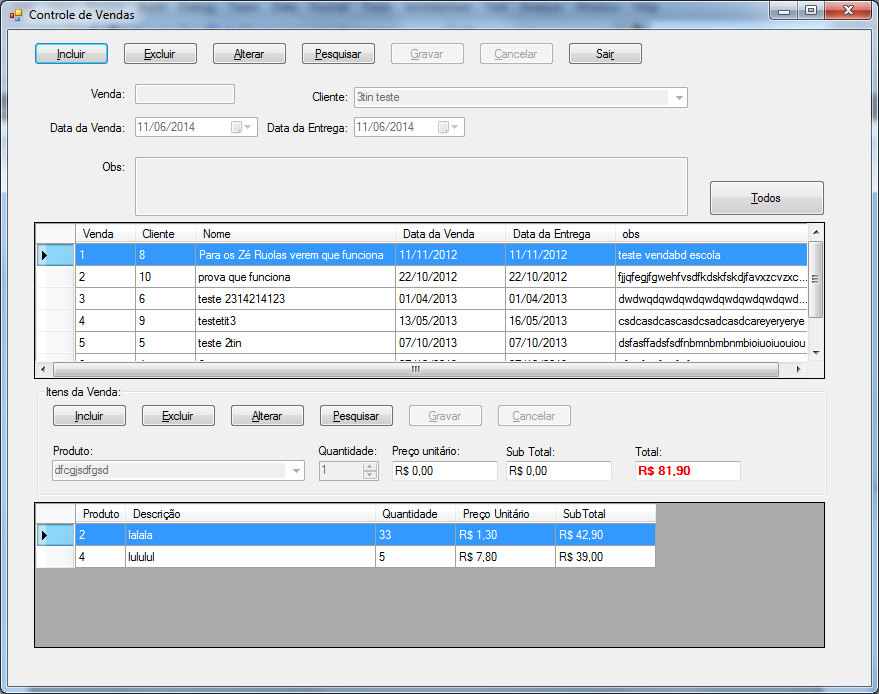 Controle de Vendas
Incluir Excluir Alterar Pesquisar Gravar Cancelar Sair
Venda: Cliente: 3tin teste
Data da Venda: 11/06/2014 Data da Entrega: 11/06/2014
Obs:
Todos
Venda Cliente Nome Data da Venda Data da Entrega obs
1 8 Para os Zé Ruolas verem que funciona 11/11/2012 11/11/2012 teste vendabd escola
2 10 prova que funciona 22/10/2012 22/10/2012 fjjqfegjfgwehfvsdfkdskfskdjfavxzcvzxc...
3 6 teste 2314214123 01/04/2013 01/04/2013 dwdwqdqwdqwdqwdqwdqwdqwdqwd...
4 9 testetit3 13/05/2013 16/05/2013 csdcasdcascasdcsadcasdcareyeryerye
5 5 teste 2tin 07/10/2013 07/10/2013 dsfasffadsfsdfnbmnbmnbmbioiuoiuouiou
Itens da Venda:
Incluir Excluir Alterar Pesquisar Gravar Cancelar
Produto: Quantidade: Preço unitário: Sub Total: Total:
dfcgjsdfgsd 1 R$ 0,00 R$ 0,00 R$ 81,90
Produto Descrição Quantidade Preço Unitário SubTotal
2 lalala 33 R$ 1,30 R$ 42,90
4 lululul 5 R$ 7,80 R$ 39,00